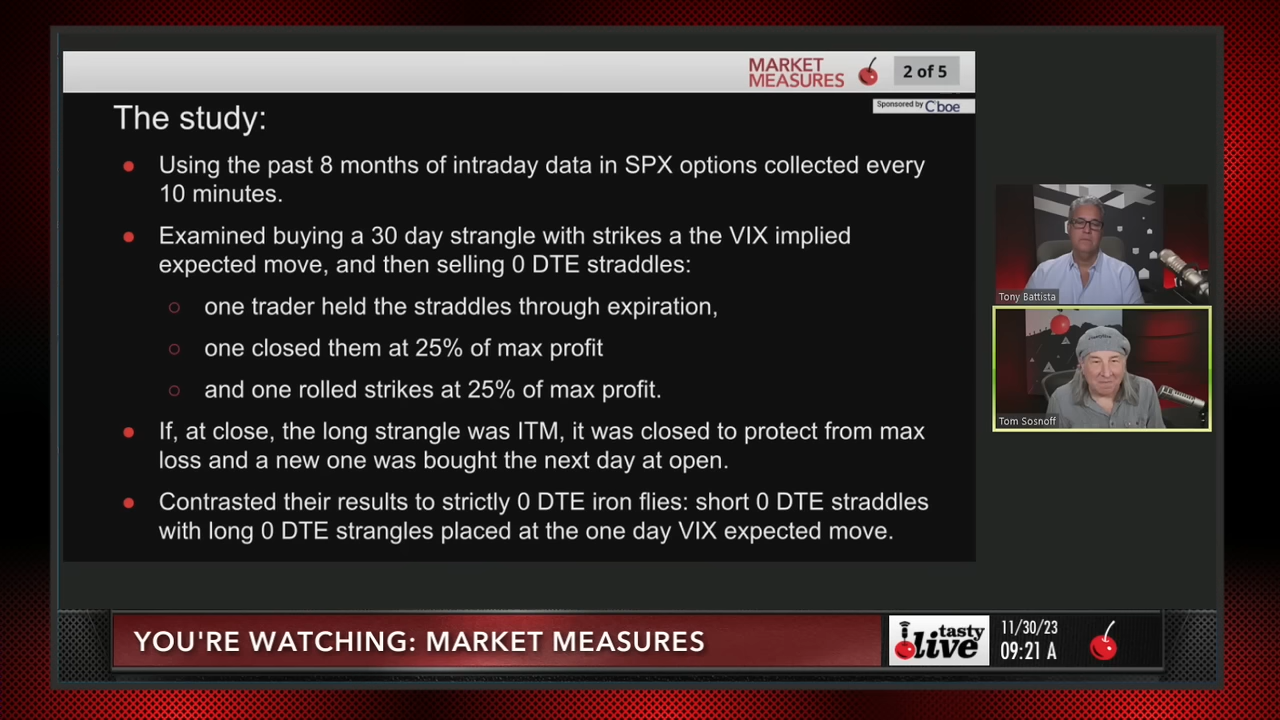 MARKET
MEASURES
2 of 5
Sponsored by Cboe
The study:
Using the past 8 months of intraday data in SPX options collected every
10 minutes.
Examined buying a 30 day strangle with strikes a the VIX implied
expected move, and then selling 0 DTE straddles:
one trader held the straddles through expiration,
one closed them at 25% of max profit
and one rolled strikes at 25% of max profit.
If, at close, the long strangle was ITM, it was closed to protect from max
loss and a new one was bought the next day at open.
Contrasted their results to strictly 0 DTE iron flies: short 0 DTE straddles
with long 0 DTE strangles placed at the one day VIX expected move.
Tony Battista
Tom Sosnoff
YOU'RE WATCHING: MARKET MEASURES
tasty
live
11/30/23
09:21 A